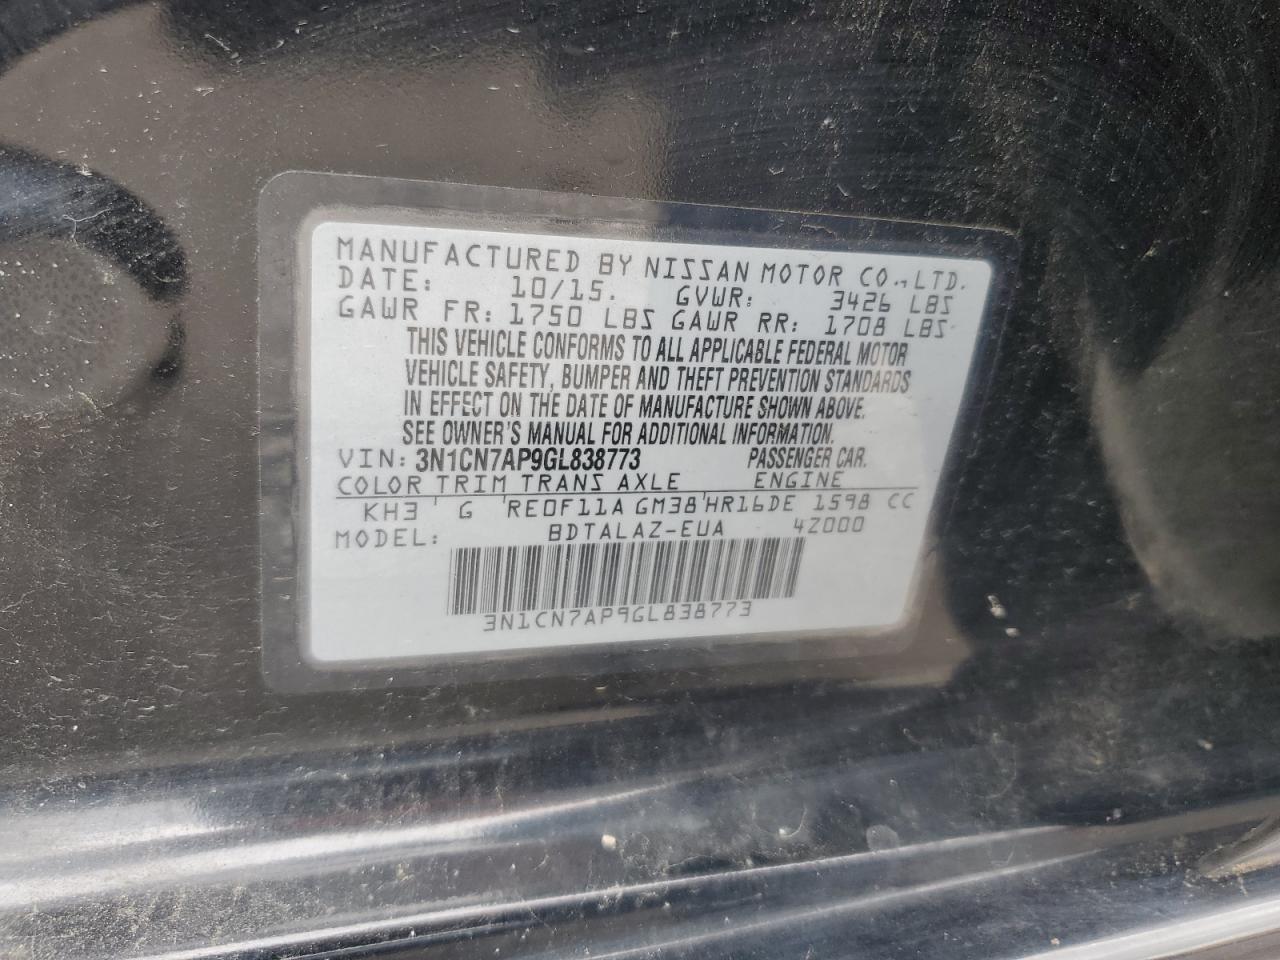 MANUFACTURED BY NISSAN MOTOR CO., LTD.
DATE: 10/15. GVWR: 3426 LBS
GAWR FR: 1750 LBS GAWR RR: 1708 LBS
THIS VEHICLE CONFORMS TO ALL APPLICABLE FEDERAL MOTOR
VEHICLE SAFETY, BUMPER AND THEFT PREVENTION STANDARDS
IN EFFECT ON THE DATE OF MANUFACTURE SHOWN ABOVE.
SEE OWNER'S MANUAL FOR ADDITIONAL INFORMATION.
VIN: 3N1CN7AP9GL838773 PASSENGER CAR.
COLOR TRIM TRANS AXLE ENGINE
KH3 ' G 'RE0F11A GM38'HR16DE 1598 CC
MODEL: BDTALAZ-EUA 4Z000
3N1CN7AP9GL838773